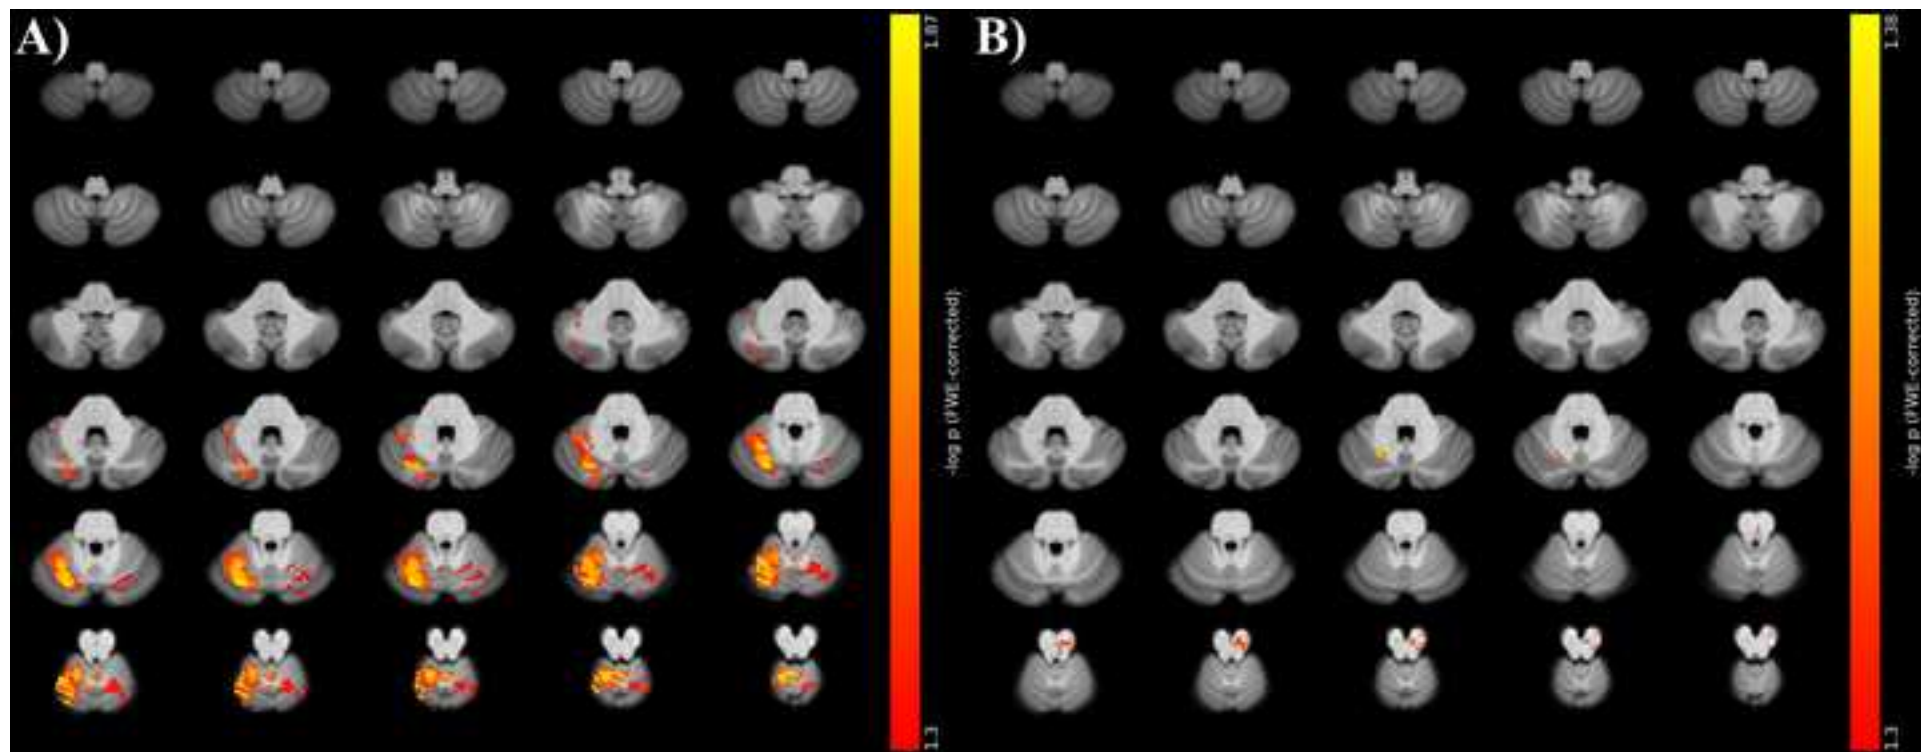 A)
1.87
-log p (FWE-corrected)
1.3
B)
1.38
-log p (FWE-corrected)
1.3